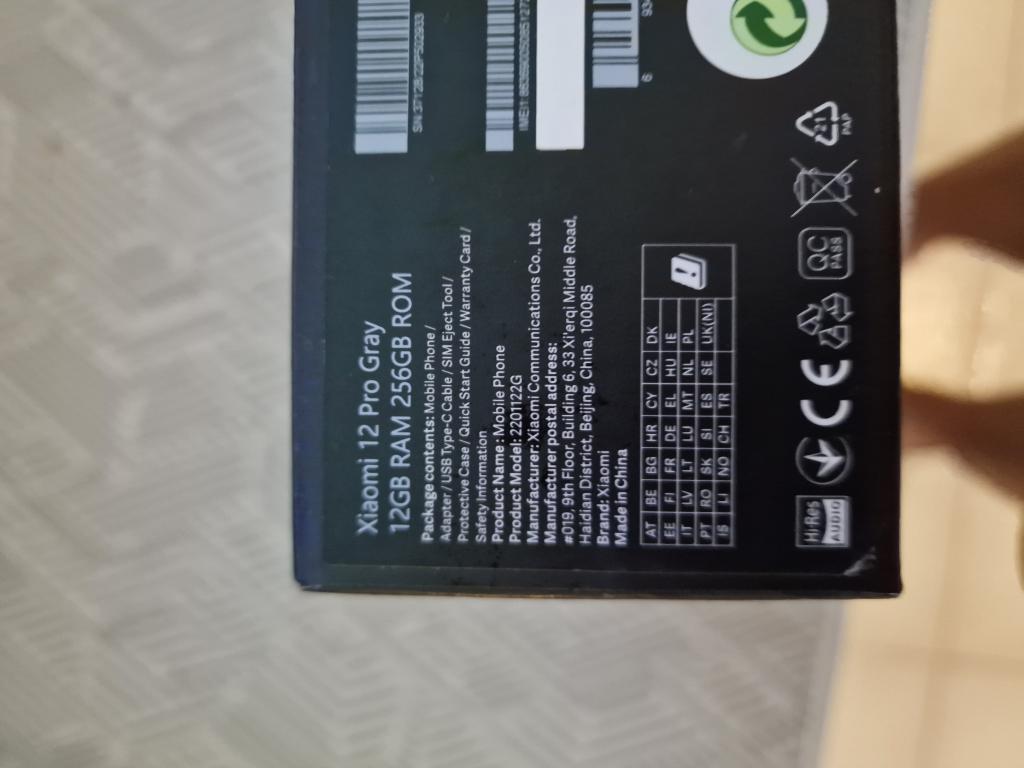 Xiaomi 12 Pro Gray
12GB RAM 256GB ROM
Package contents: Mobile Phone /
Adapter / USB Type-C Cable / SIM Eject Tool /
Protective Case / Quick Start Guide / Warranty Card /
Safety Information
Product Name : Mobile Phone
Product Model: 2201122G
Manufacturer: Xiaomi Communications Co., Ltd.
Manufacturer postal address:
#019, 9th Floor, Building 6, 33 Xi'erqi Middle Road,
Haidian District, Beijing, China, 100085
Brand: Xiaomi
Made in China
AT BE BG HR CY CZ DK
EE FI FR DE EL HU IE
IT LV LT LU MT NL PL
PT RO SK SI ES SE UK(NI)
IS LI NO CH TR
Hi-Res
AUDIO
CE
QC
PASS
21
PAP